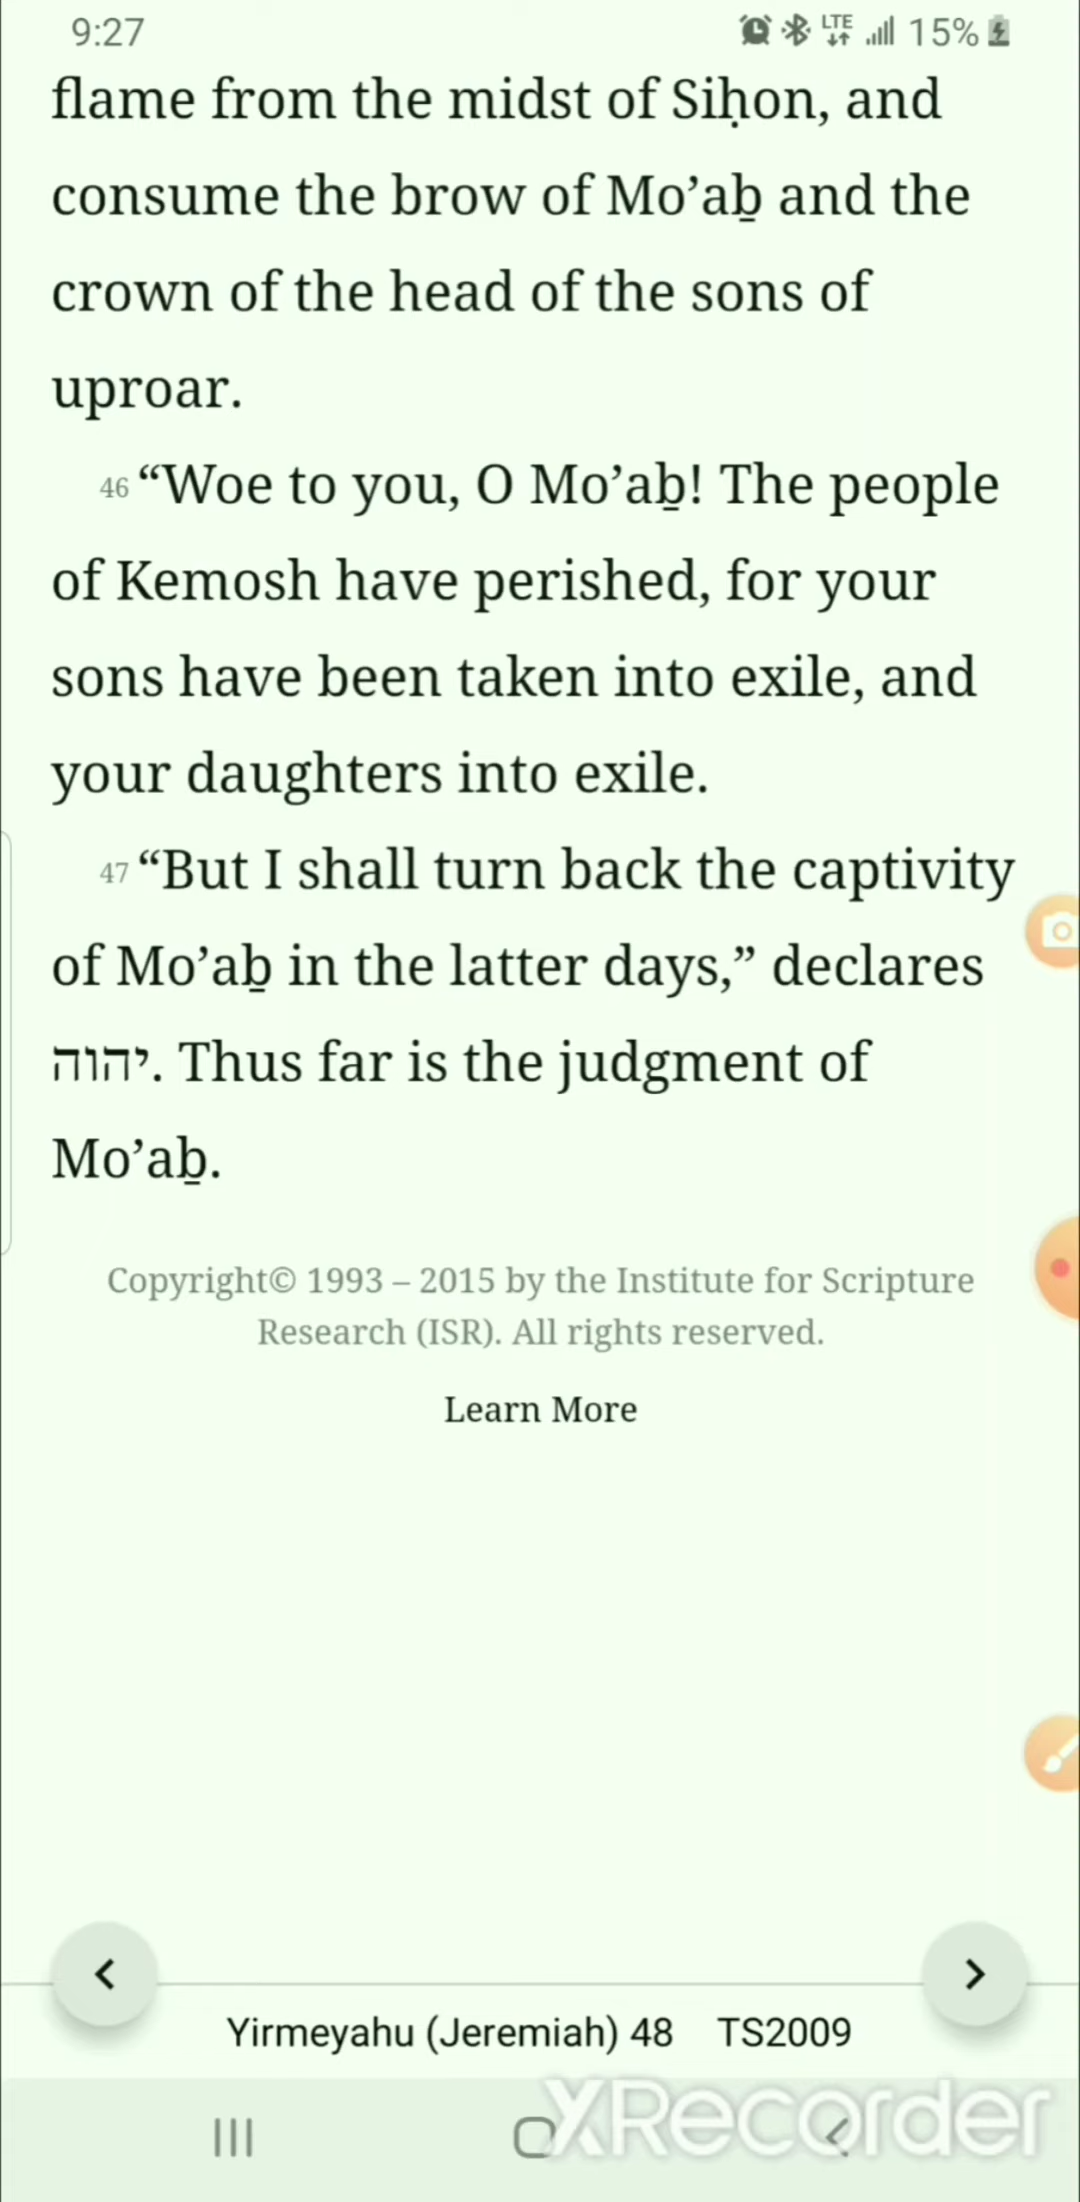 9:27 LTE 15%
flame from the midst of Siḥon, and
consume the brow of Mo’aḇ and the
crown of the head of the sons of
uproar.
46 “Woe to you, O Mo’aḇ! The people
of Kemosh have perished, for your
sons have been taken into exile, and
your daughters into exile.
47 “But I shall turn back the captivity
of Mo’aḇ in the latter days,” declares
יהוה. Thus far is the judgment of
Mo’aḇ.
Copyright© 1993 – 2015 by the Institute for Scripture
Research (ISR). All rights reserved.
Learn More
Yirmeyahu (Jeremiah) 48 TS2009
XRecorder